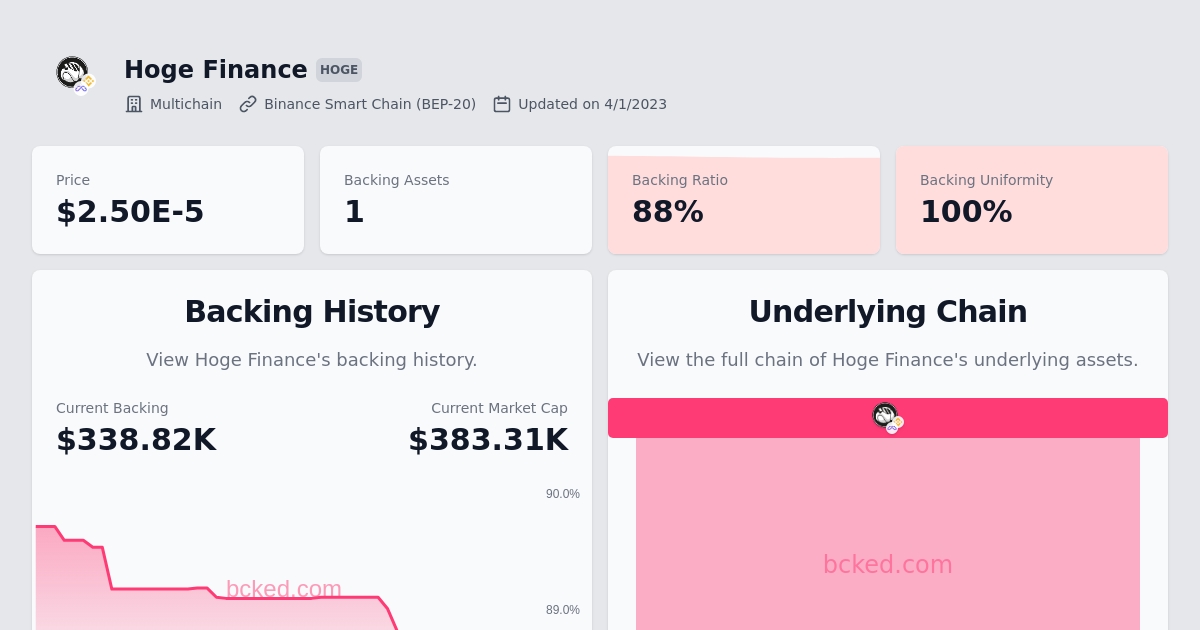 Hoge Finance HOGE
Multichain Binance Smart Chain (BEP-20) Updated on 4/1/2023
Price
$2.50E-5
Backing Assets
1
Backing Ratio
88%
Backing Uniformity
100%
Backing History
View Hoge Finance's backing history.
Current Backing
$338.82K
Current Market Cap
$383.31K
90.0%
bcked.com
89.0%
Underlying Chain
View the full chain of Hoge Finance's underlying assets.
bcked.com